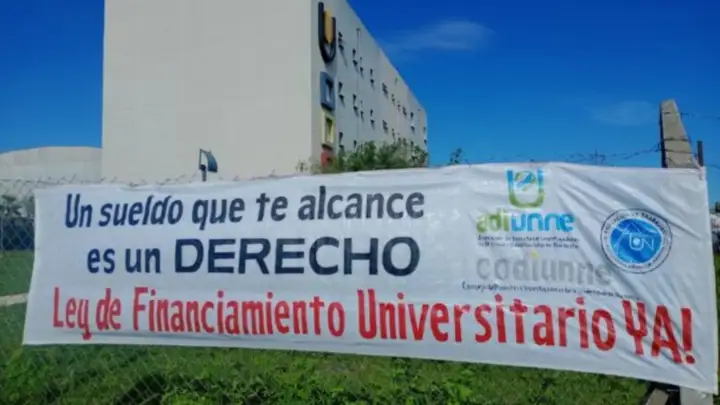 Un sueldo que te alcance
es un DERECHO
Ley de Financiamiento Universitario YA!
adiunne
codiunne